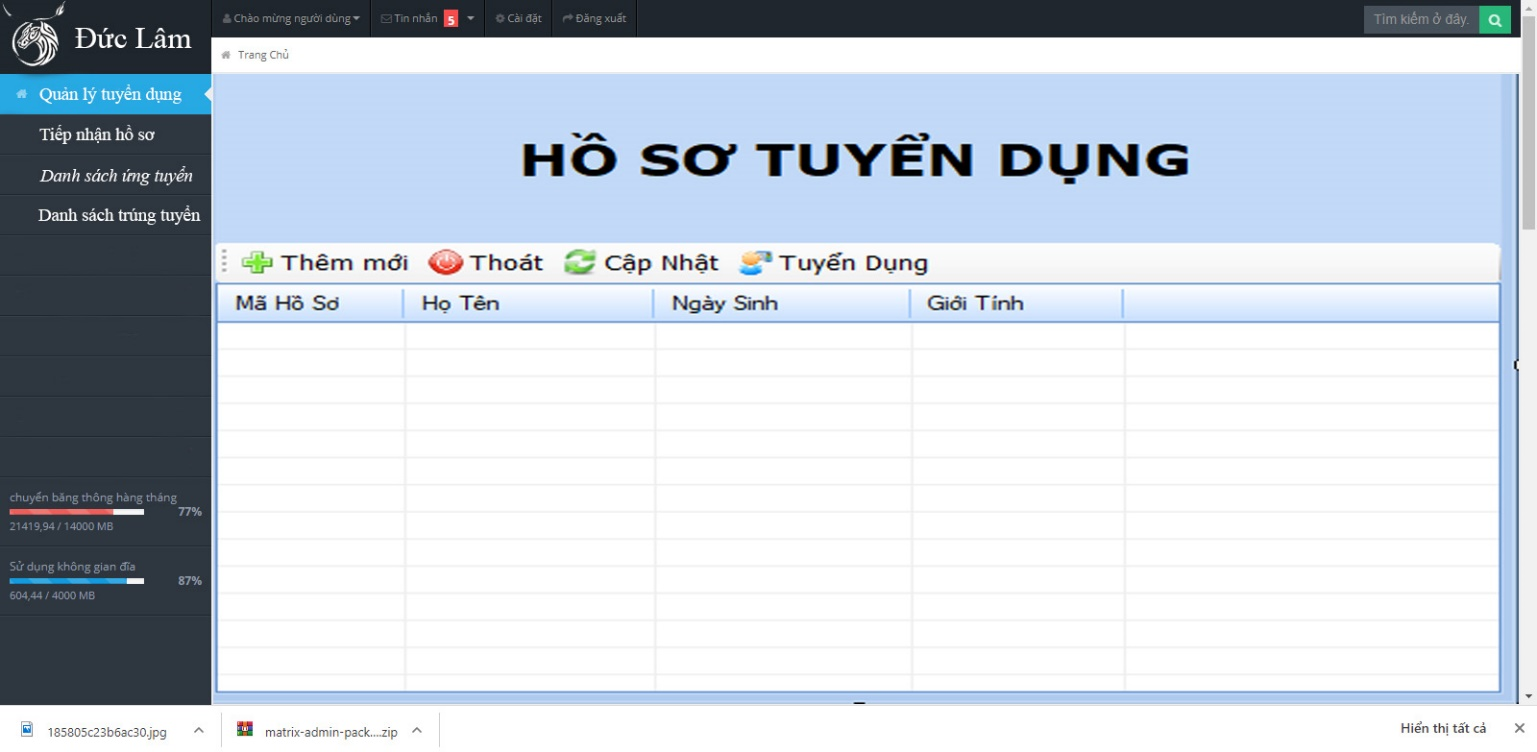 Đức Lâm
Chào mừng người dùng
Tin nhắn 5
Cài đặt
Đăng xuất
Tìm kiếm ở đây.
Trang Chủ
Quản lý tuyển dụng
Tiếp nhận hồ sơ
Danh sách ứng tuyển
Danh sách trúng tuyển
chuyển băng thông hàng tháng
77%
21419,94 / 14000 MB
Sử dụng không gian đĩa
87%
604,44 / 4000 MB
HỒ SƠ TUYỂN DỤNG
Thêm mới Thoát Cập Nhật Tuyển Dụng
Mã Hồ Sơ Họ Tên Ngày Sinh Giới Tính
185805c23b6ac30.jpg
matrix-admin-pack....zip
Hiển thị tất cả